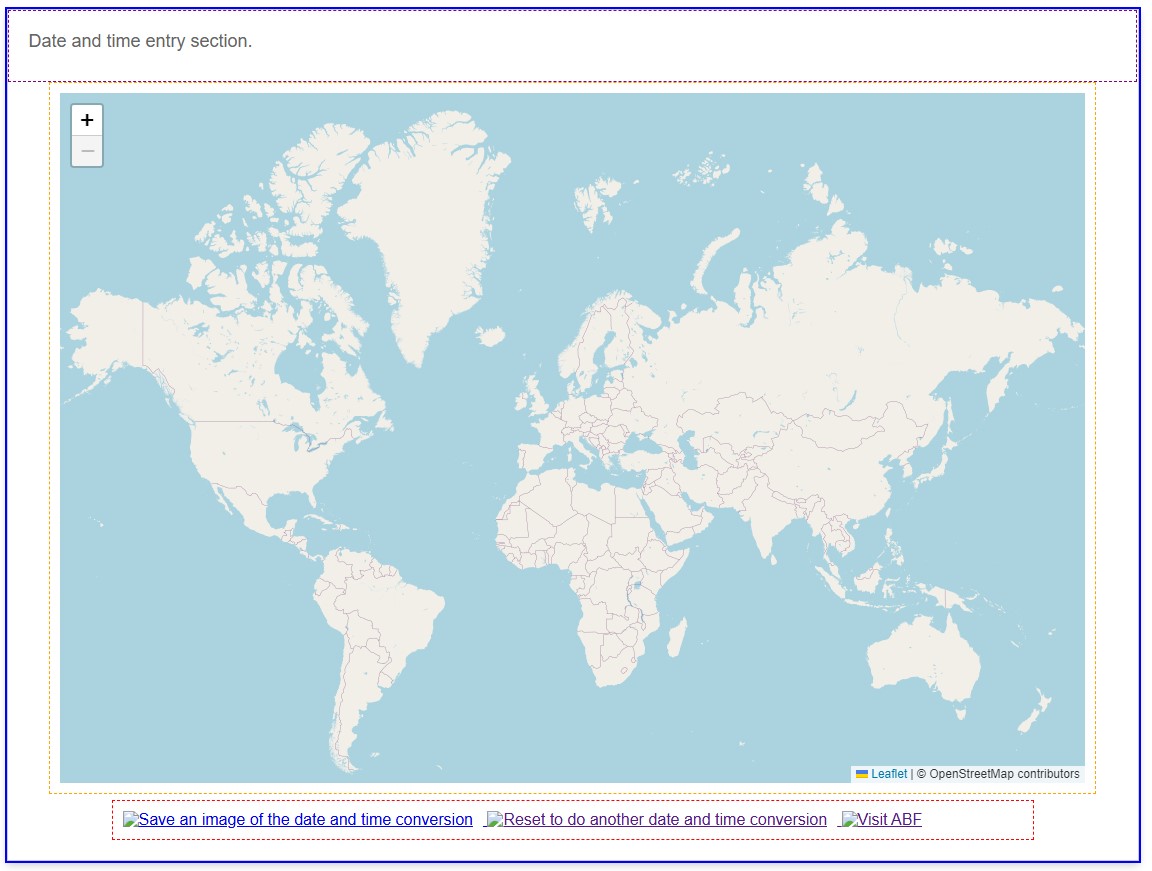 Date and time entry section.
+
−
Leaflet | © OpenStreetMap contributors
Save an image of the date and time conversion Reset to do another date and time conversion Visit ABF